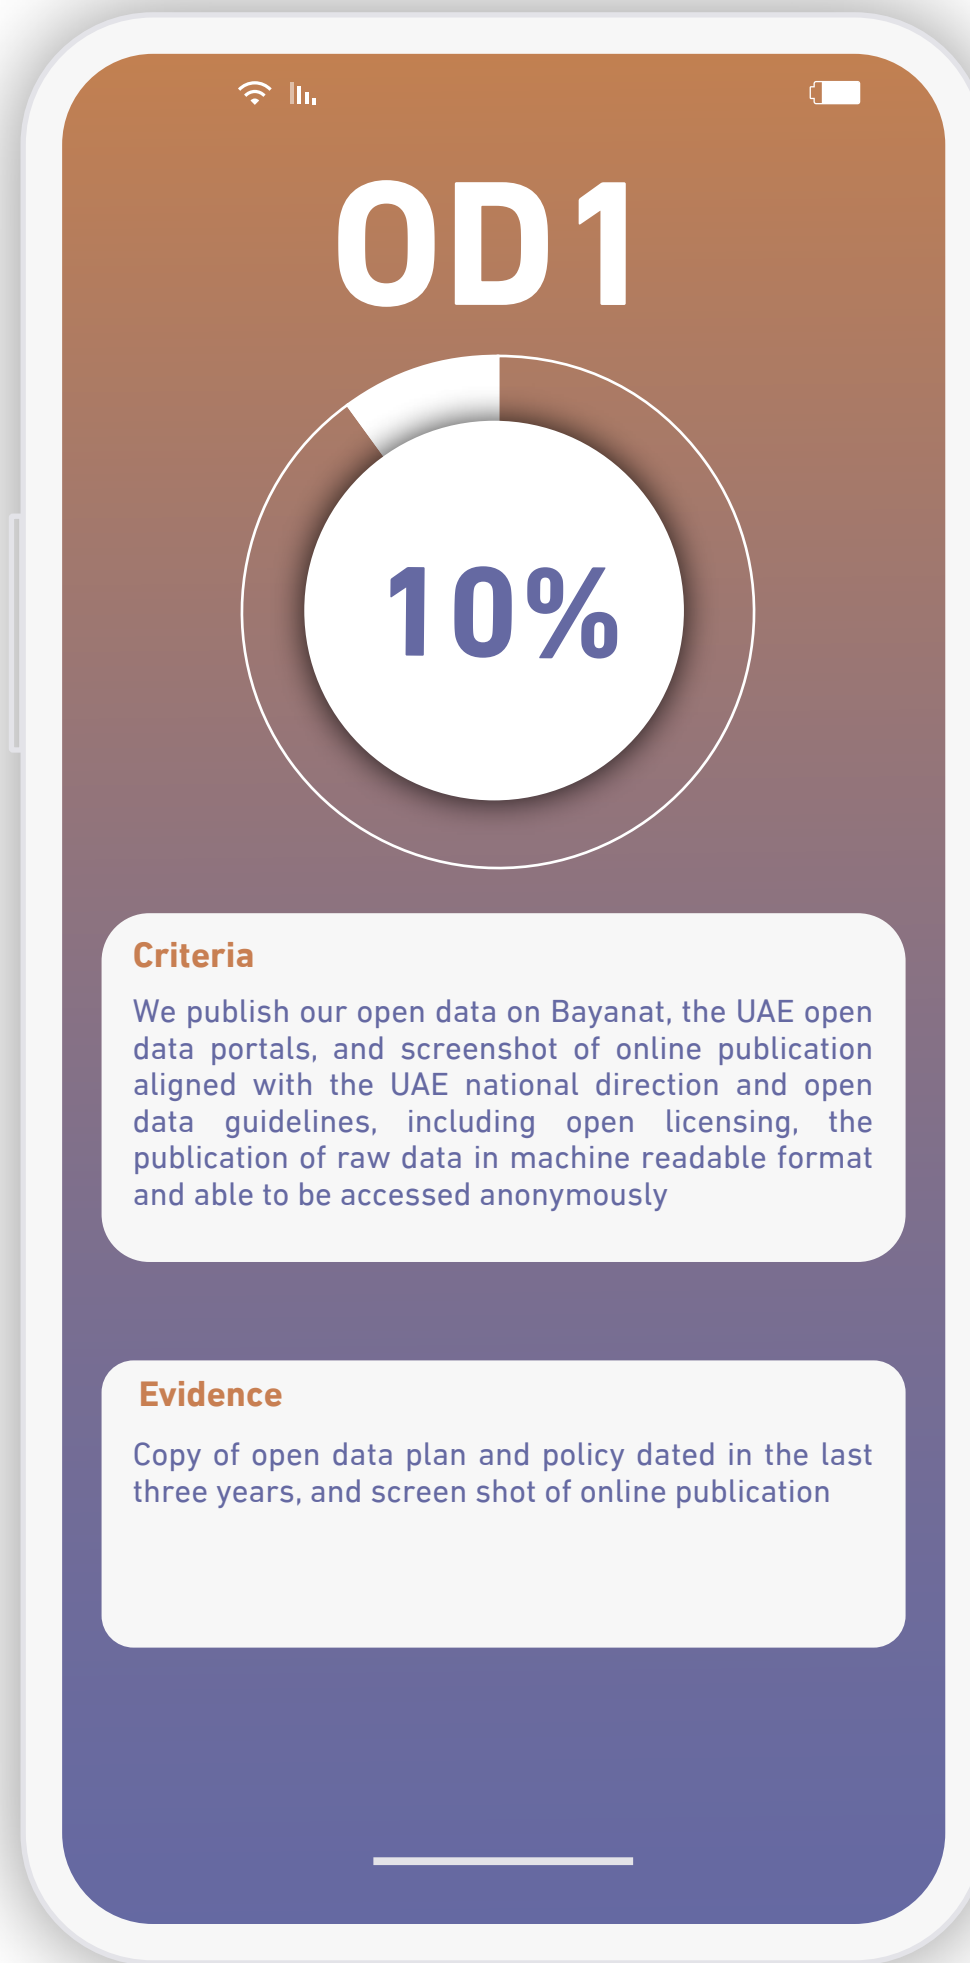 OD1
10%
Criteria
We publish our open data on Bayanat, the UAE open
data portals, and screenshot of online publication
aligned with the UAE national direction and open
data guidelines, including open licensing, the
publication of raw data in machine readable format
and able to be accessed anonymously
Evidence
Copy of open data plan and policy dated in the last
three years, and screen shot of online publication